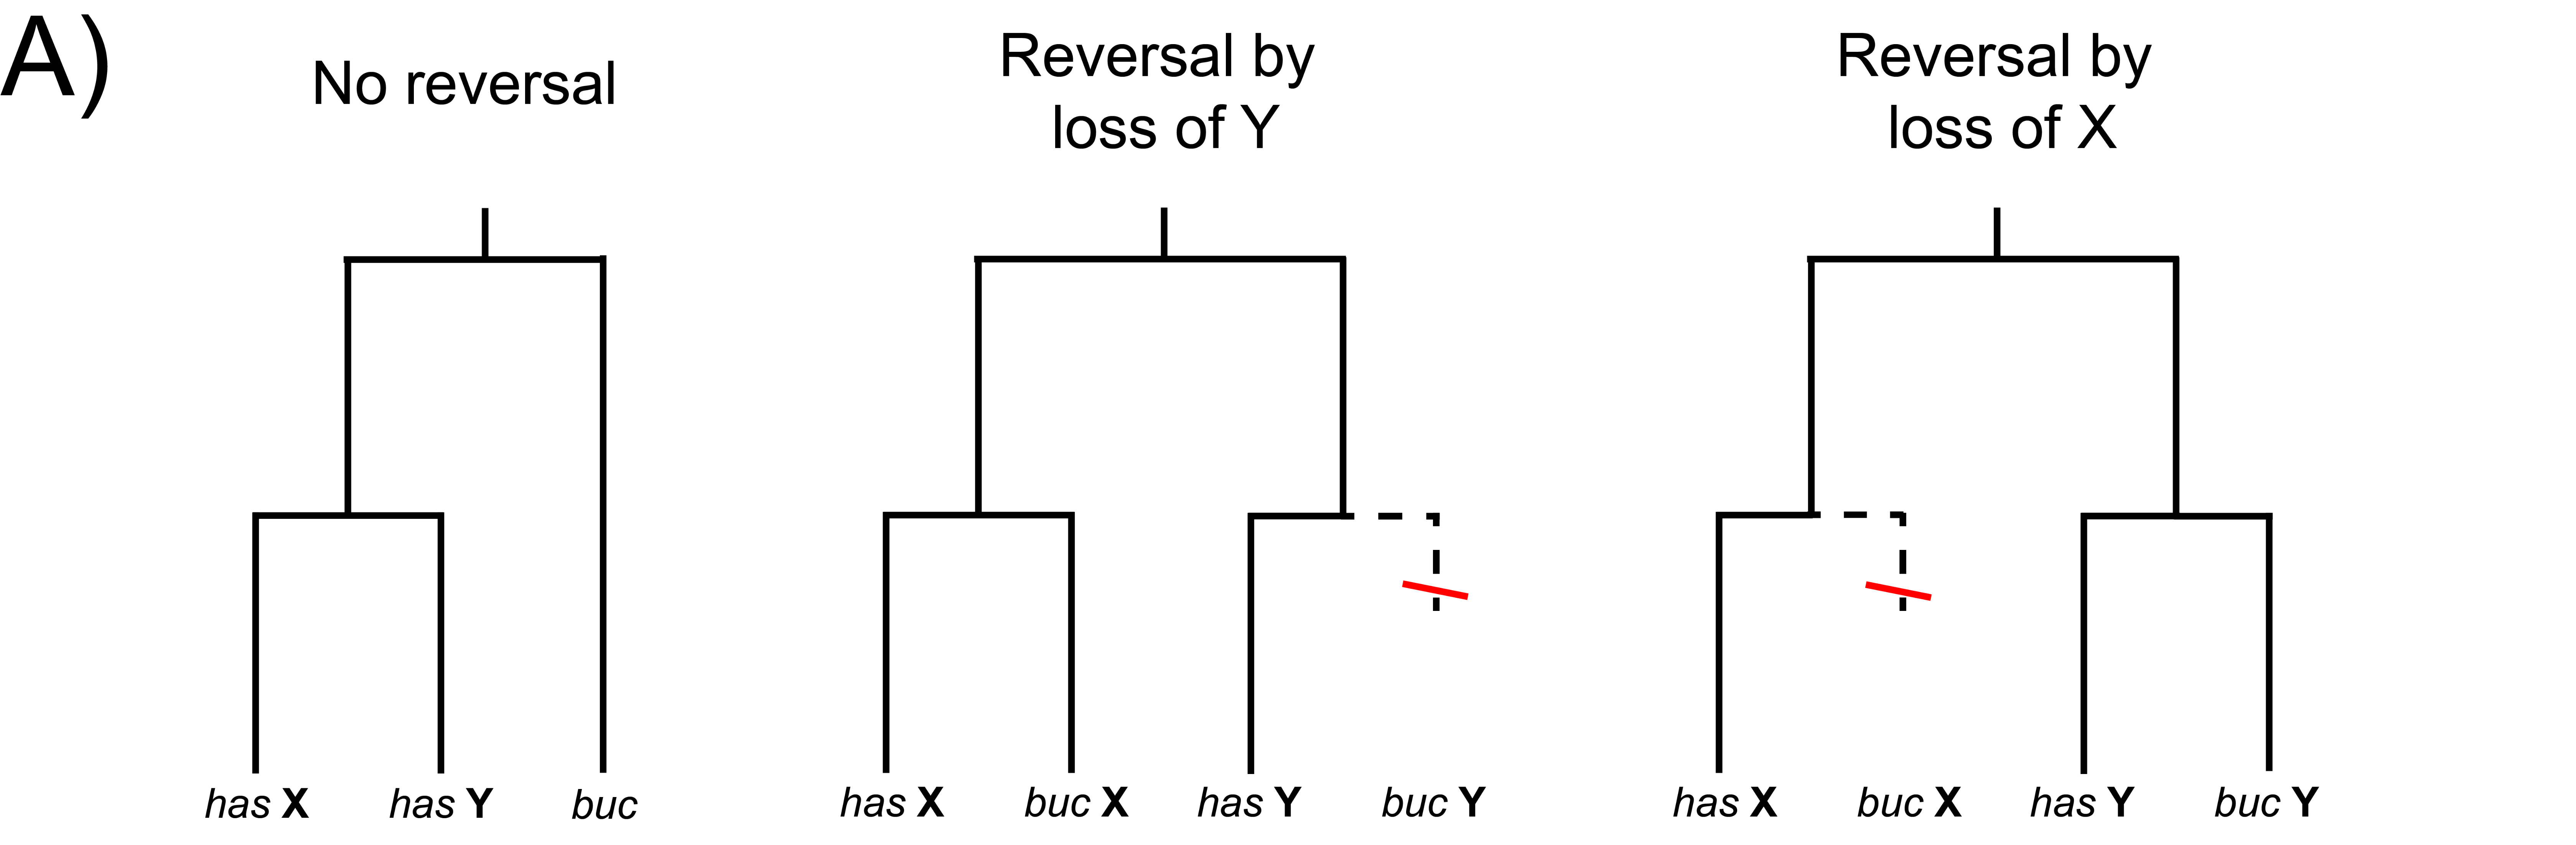 A)
No reversal
Reversal by
loss of Y
Reversal by
loss of X
has X
has Y
buc
has X
buc X
has Y
buc Y
has X
buc X
has Y
buc Y